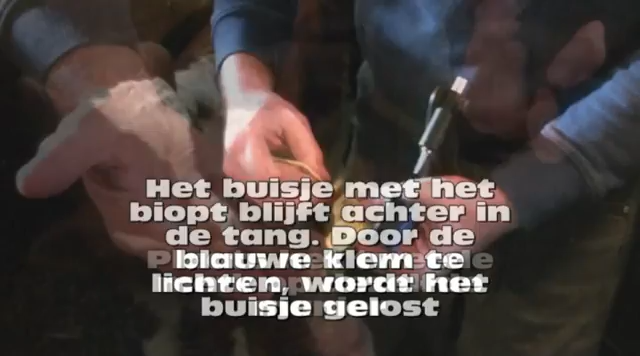 Het buisje met het
biopt blijft achter in
de tang. Door de
blauwe klem te
lichten, wordt het
buisje gelost